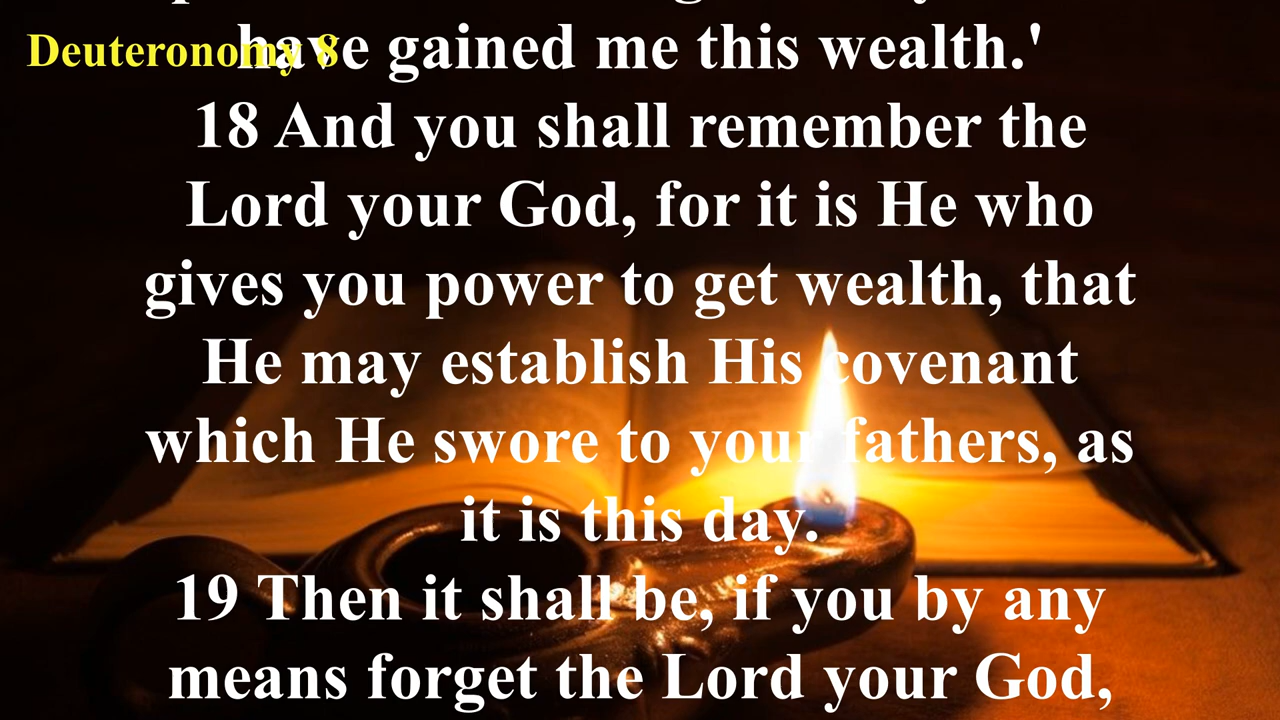 Deuteronomy 8
have gained me this wealth.'
18 And you shall remember the
Lord your God, for it is He who
gives you power to get wealth, that
He may establish His covenant
which He swore to your fathers, as
it is this day.
19 Then it shall be, if you by any
means forget the Lord your God,